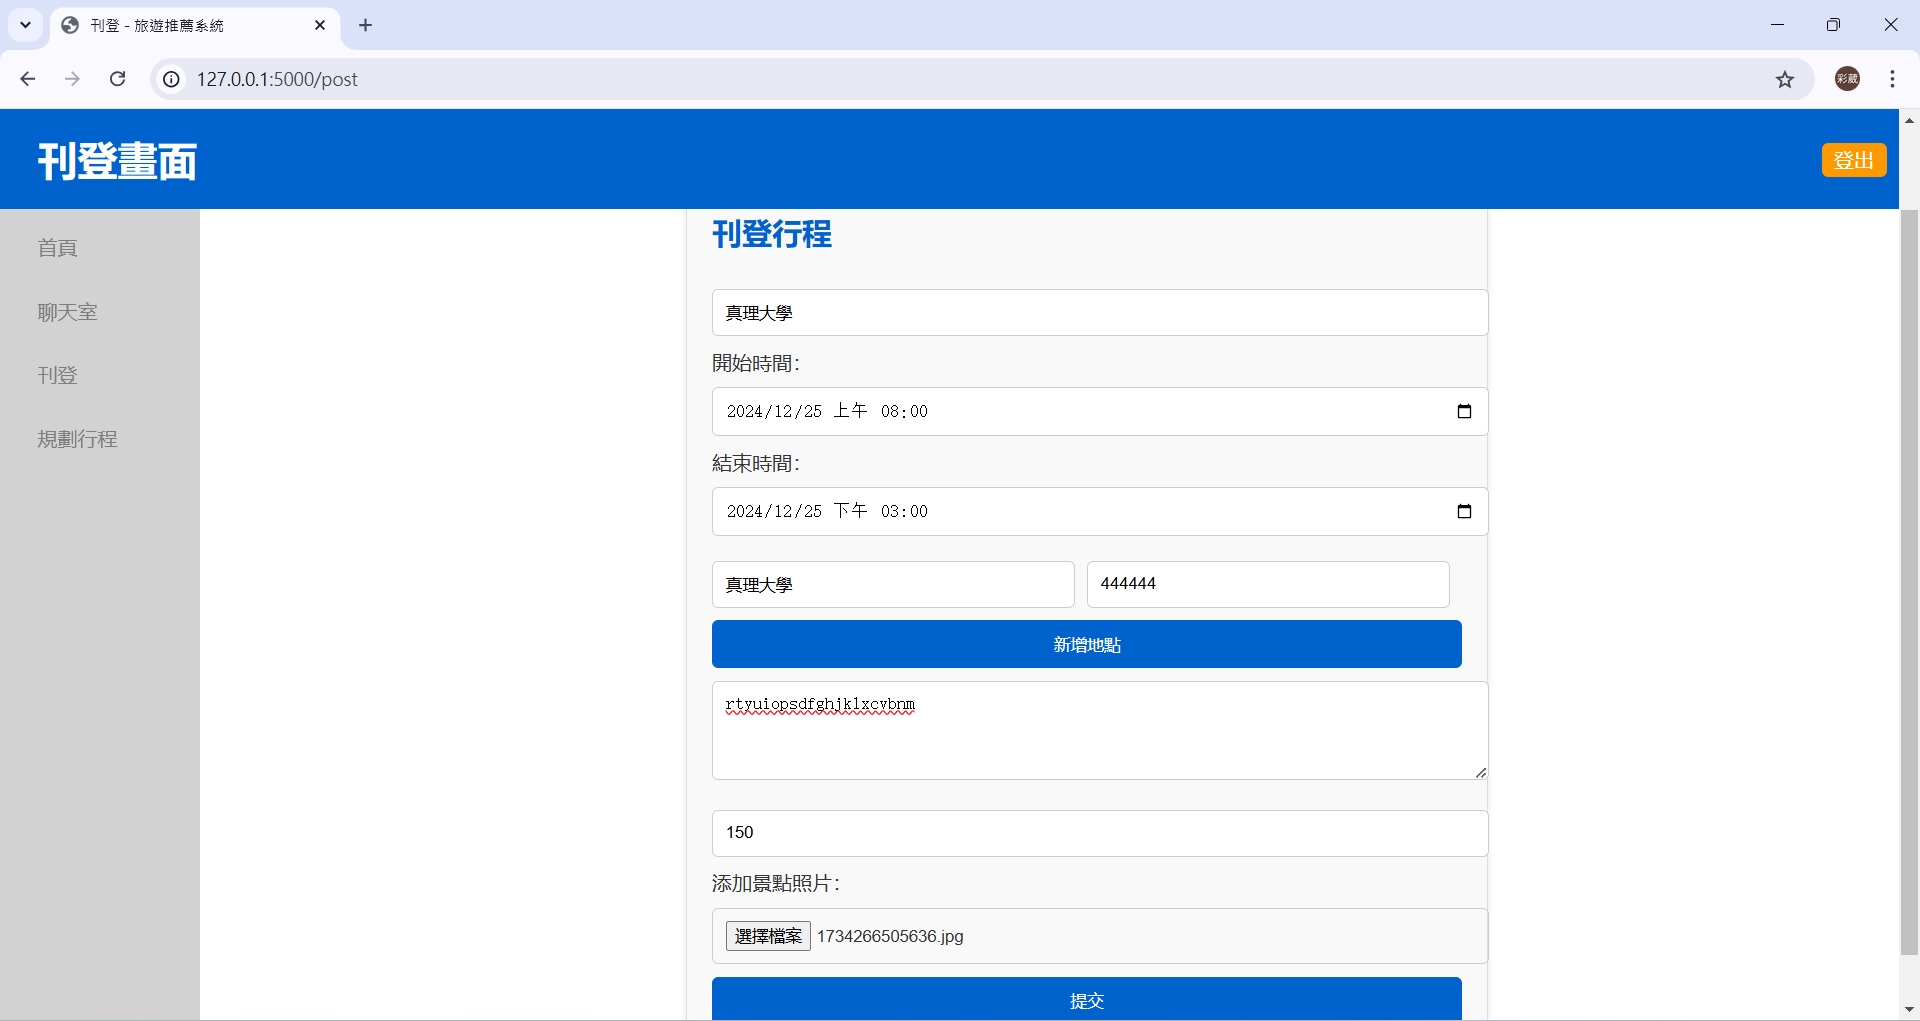 刊登 - 旅遊推薦系統
127.0.0.1:5000/post
彩葳
刊登畫面
登出
首頁
聊天室
刊登
規劃行程
刊登行程
真理大學
開始時間:
2024/12/25 上午 08:00
結束時間:
2024/12/25 下午 03:00
真理大學 444444
新增地點
rtyuiopsdfghjklxcvbnm
150
添加景點照片:
選擇檔案 1734266505636.jpg
提交